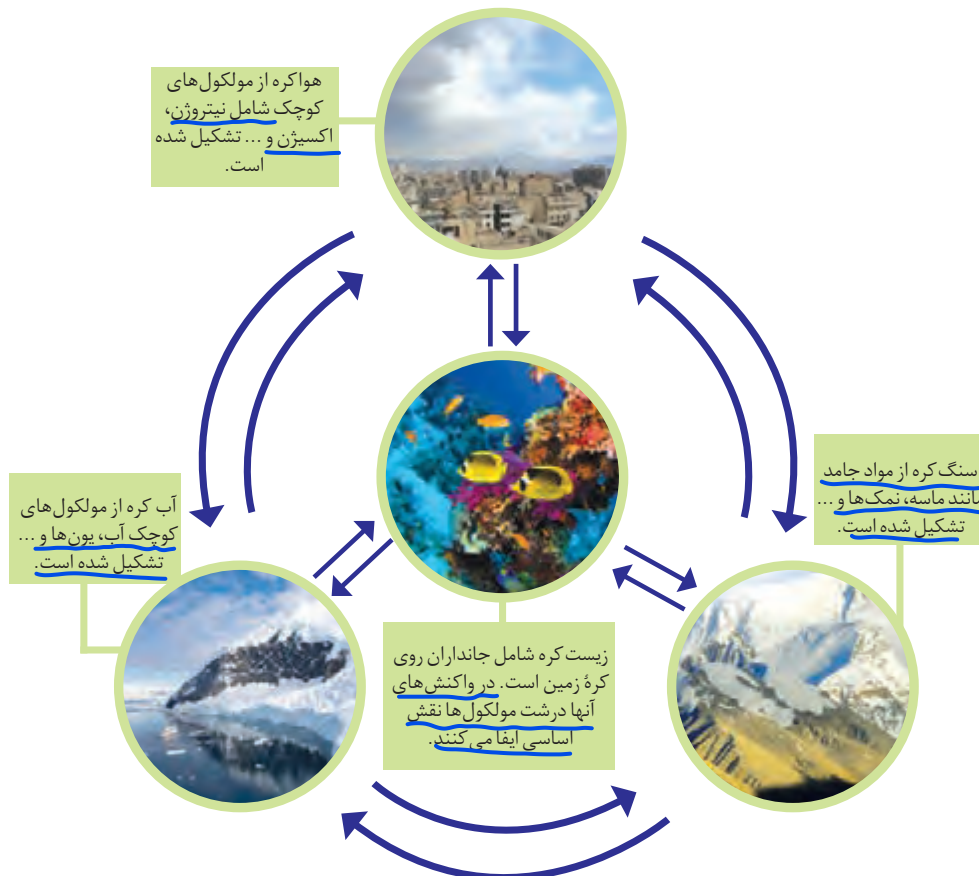 هواکره از مولکول‌های
کوچک شامل نیتروژن،
اکسیژن و ... تشکیل شده
است.
سنگ کره از مواد جامد
مانند ماسه، نمک‌ها و ...
تشکیل شده است.
آب کره از مولکول‌های
کوچک آب، یون‌ها و ...
تشکیل شده است.
زیست کره شامل جانداران روی
کرهٔ زمین است. در واکنش‌های
آنها درشت مولکول‌ها نقش
اساسی ایفا می‌کنند.